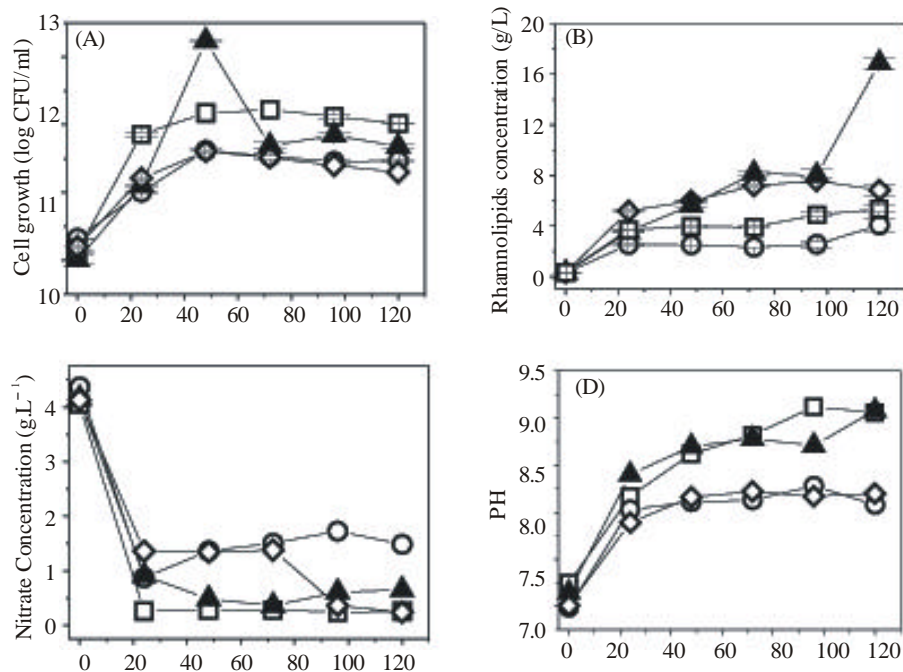 (A)
Cell growth (log CFU/ml)
13
12
11
10
0 20 40 60 80 100 120
(B)
Rhamnolipids concentration (g/L)
20
16
12
8
4
0
0 20 40 60 80 100 120
Nitrate Concentration (g.L⁻¹)
4
3
2
1
0
0 20 40 60 80 100 120
(D)
PH
9.5
9.0
8.5
8.0
7.5
7.0
0 20 40 60 80 100 120